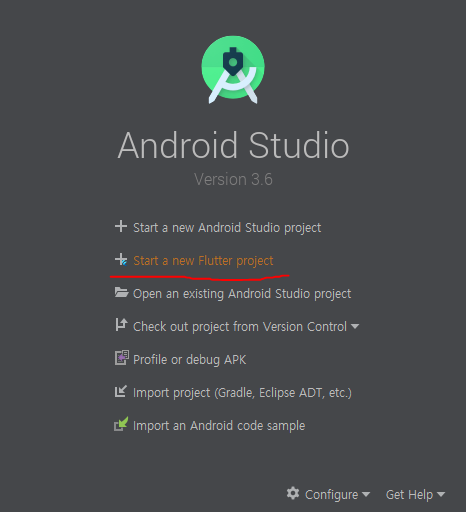 Android Studio
Version 3.6
Start a new Android Studio project
Start a new Flutter project
Open an existing Android Studio project
Check out project from Version Control
Profile or debug APK
Import project (Gradle, Eclipse ADT, etc.)
Import an Android code sample
Configure Get Help